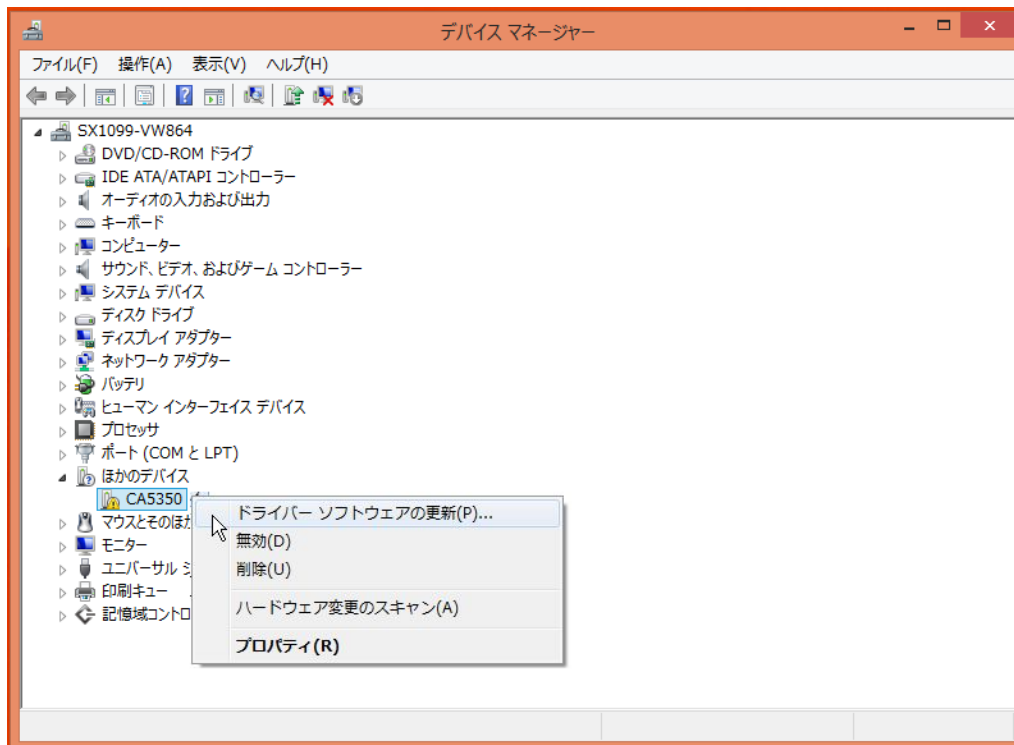 デバイス マネージャー
ファイル(F) 操作(A) 表示(V) ヘルプ(H)
SX1099-VW864
DVD/CD-ROM ドライブ
IDE ATA/ATAPI コントローラー
オーディオの入力および出力
キーボード
コンピューター
サウンド、ビデオ、およびゲーム コントローラー
システム デバイス
ディスク ドライブ
ディスプレイ アダプター
ネットワーク アダプター
バッテリ
ヒューマン インターフェイス デバイス
プロセッサ
ポート (COM と LPT)
ほかのデバイス
CA5350
マウスとそのほ
モニター
ユニバーサル シ
印刷キュー
記憶域コントロ
ドライバー ソフトウェアの更新(P)...
無効(D)
削除(U)
ハードウェア変更のスキャン(A)
プロパティ(R)